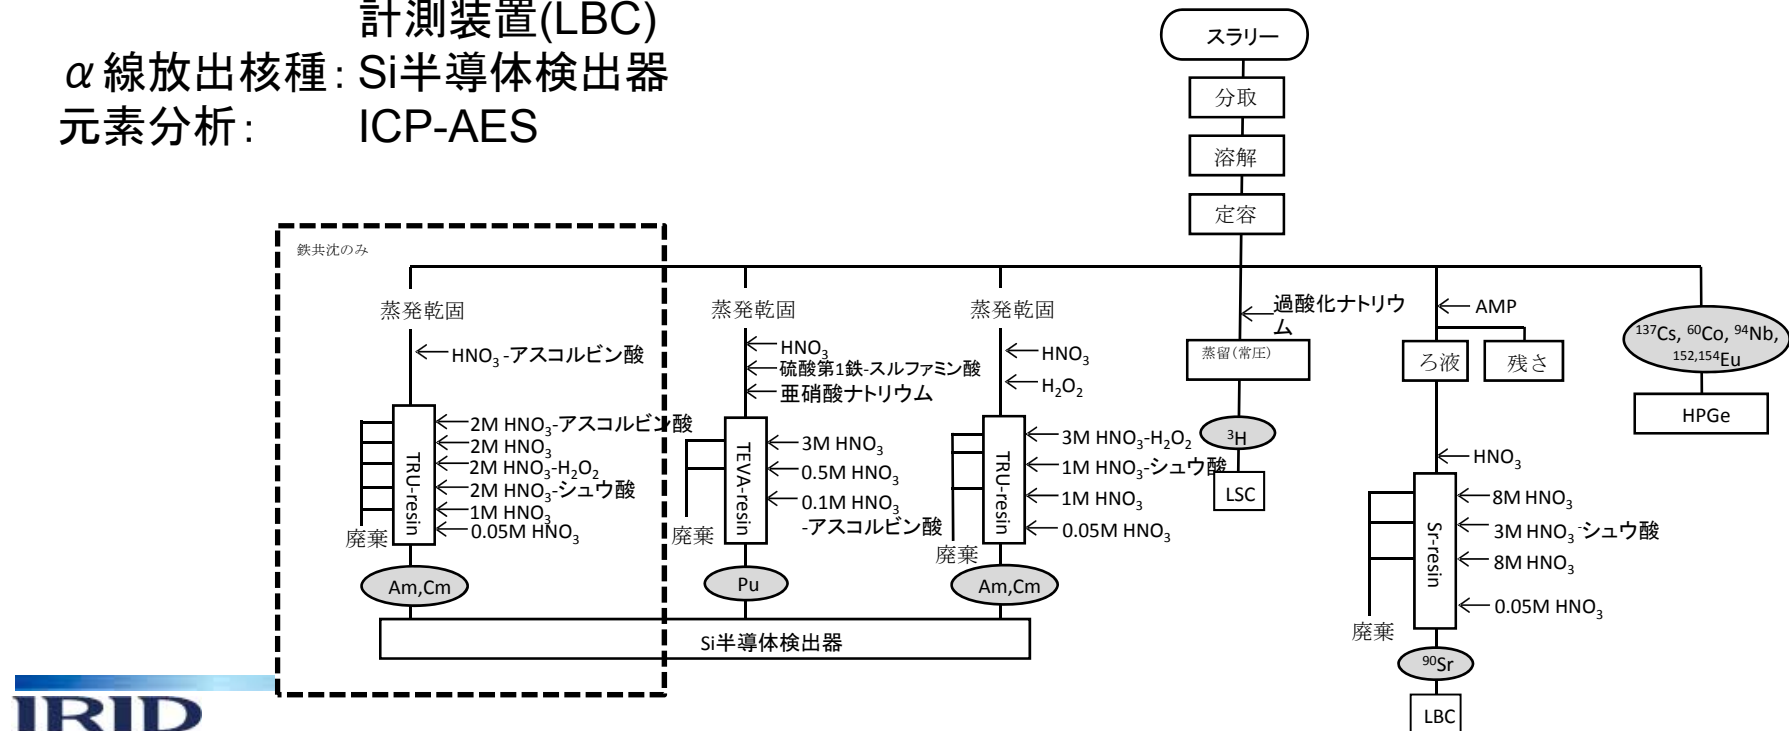 計測装置(LBC)
α線放出核種：Si半導体検出器
元素分析： ICP-AES
スラリー
分取
溶解
定容
鉄共沈のみ
蒸発乾固
HNO3-アスコルビン酸
2M HNO3-アスコルビン酸
2M HNO3
2M HNO3-H2O2
2M HNO3-シュウ酸
1M HNO3
0.05M HNO3
TRU-resin
廃棄
Am,Cm
蒸発乾固
HNO3
硫酸第1鉄-スルファミン酸
亜硝酸ナトリウム
3M HNO3
0.5M HNO3
0.1M HNO3
-アスコルビン酸
TEVA-resin
廃棄
Pu
蒸発乾固
HNO3
H2O2
3M HNO3-H2O2
1M HNO3-シュウ酸
1M HNO3
0.05M HNO3
TRU-resin
廃棄
Am,Cm
Si半導体検出器
過酸化ナトリウ
ム
蒸留(常圧)
3H
LSC
AMP
ろ液
残さ
HNO3
8M HNO3
3M HNO3-シュウ酸
8M HNO3
0.05M HNO3
Sr-resin
廃棄
90Sr
LBC
137Cs, 60Co, 94Nb,
152,154Eu
HPGe
IRID